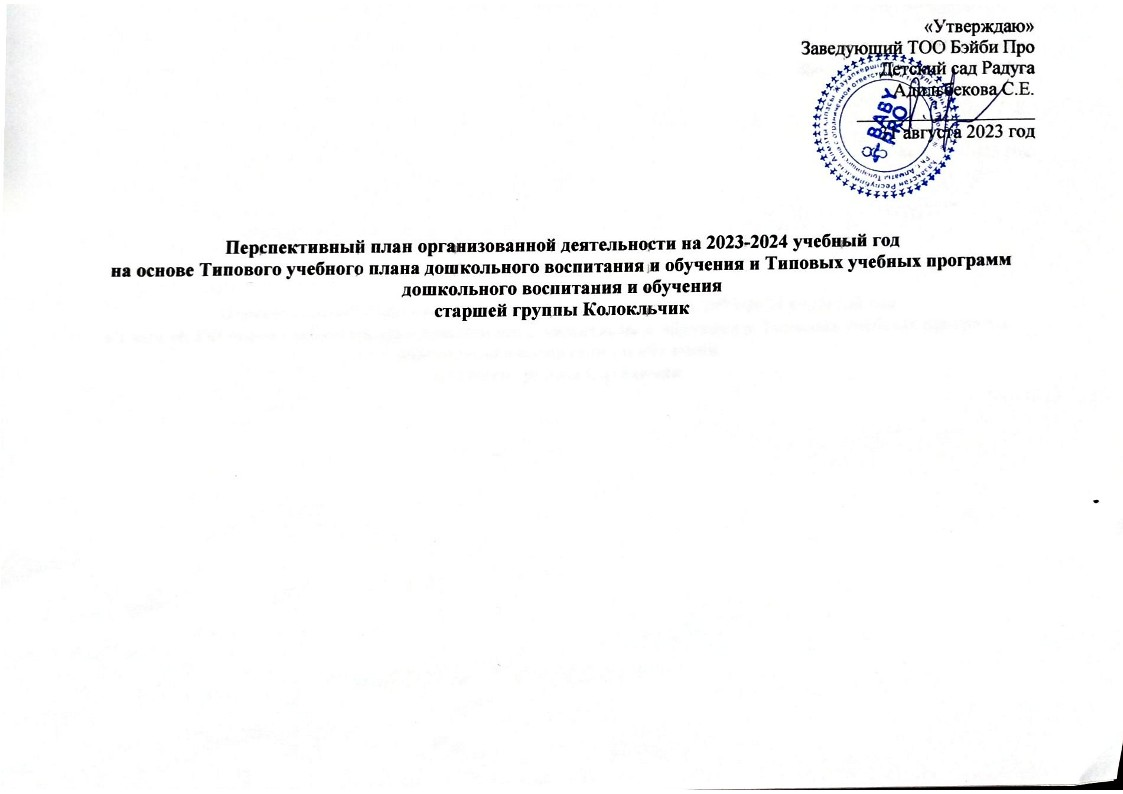 «Утверждаю»
Заведующий ТОО Бэйби Про
Детский сад Радуга
Адильбекова С.Е.
августа 2023 год
BABY
PRO
Перспективный план организованной деятельности на 2023-2024 учебный год
на основе Типового учебного плана дошкольного воспитания и обучения и Типовых учебных программ
дошкольного воспитания и обучения
старшей группы Колокльчик